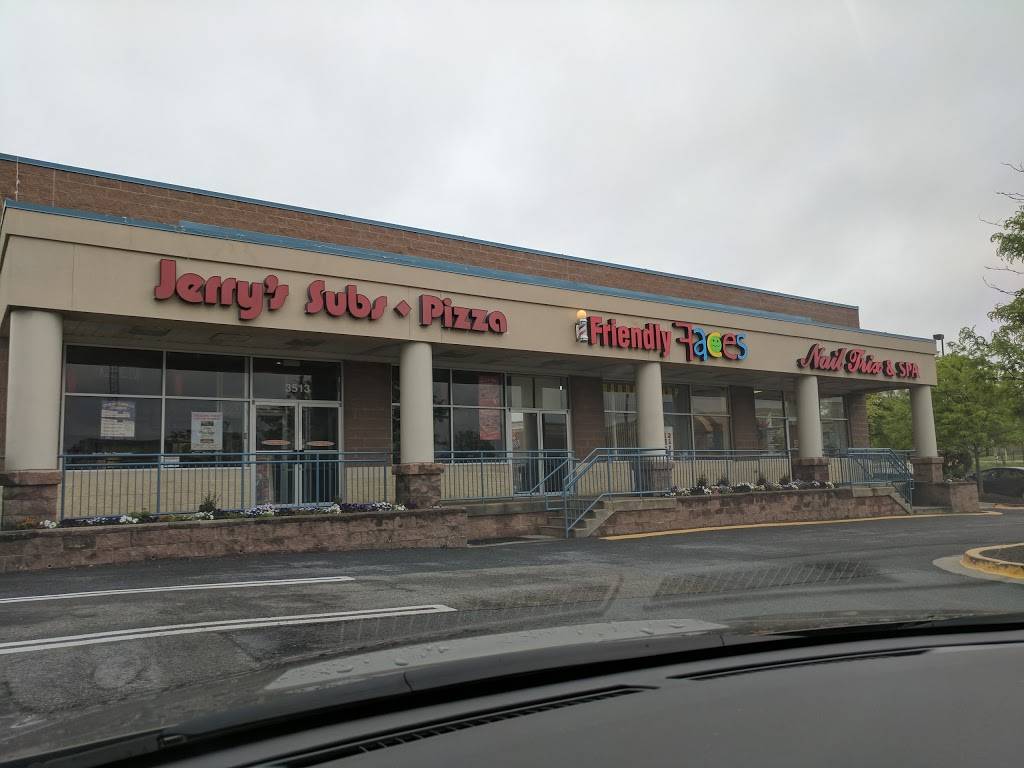 Jerry's Subs • Pizza
Friendly Faces
Nail Trix & SPA
3513